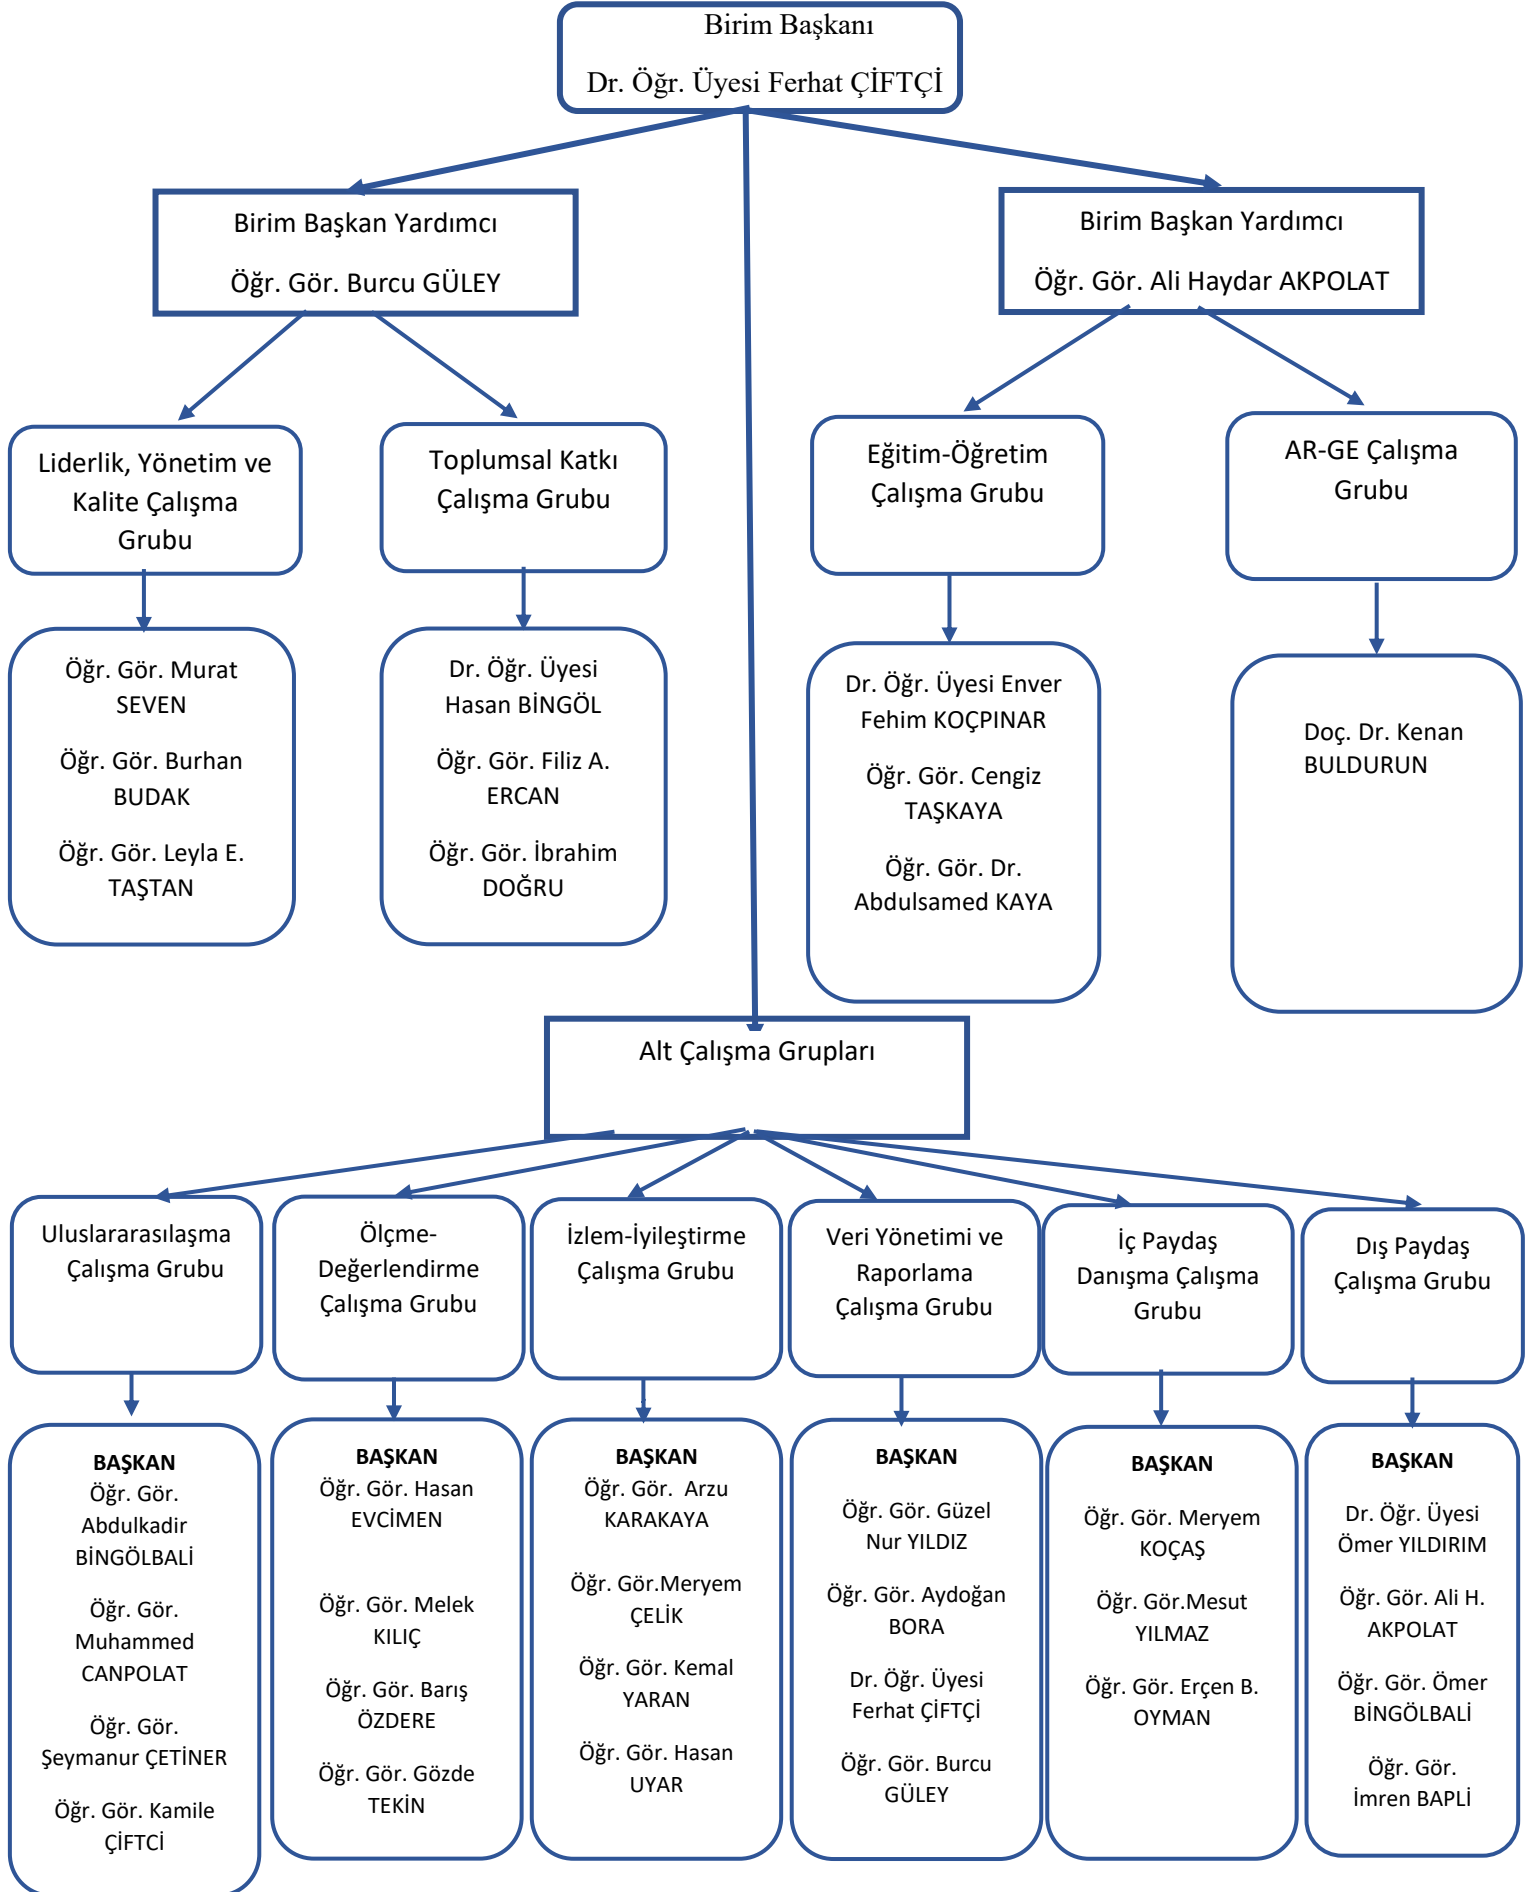 Birim Başkanı
Dr. Öğr. Üyesi Ferhat ÇİFTÇİ
Birim Başkan Yardımcı
Öğr. Gör. Burcu GÜLEY
Birim Başkan Yardımcı
Öğr. Gör. Ali Haydar AKPOLAT
Liderlik, Yönetim ve
Kalite Çalışma
Grubu
Toplumsal Katkı
Çalışma Grubu
Eğitim-Öğretim
Çalışma Grubu
AR-GE Çalışma
Grubu
Öğr. Gör. Murat
SEVEN
Öğr. Gör. Burhan
BUDAK
Öğr. Gör. Leyla E.
TAŞTAN
Dr. Öğr. Üyesi
Hasan BİNGÖL
Öğr. Gör. Filiz A.
ERCAN
Öğr. Gör. İbrahim
DOĞRU
Dr. Öğr. Üyesi Enver
Fehim KOÇPINAR
Öğr. Gör. Cengiz
TAŞKAYA
Öğr. Gör. Dr.
Abdulsamed KAYA
Doç. Dr. Kenan
BULDURUN
Alt Çalışma Grupları
Uluslararasılaşma
Çalışma Grubu
Ölçme-
Değerlendirme
Çalışma Grubu
İzlem-İyileştirme
Çalışma Grubu
Veri Yönetimi ve
Raporlama
Çalışma Grubu
İç Paydaş
Danışma Çalışma
Grubu
Dış Paydaş
Çalışma Grubu
BAŞKAN
Öğr. Gör.
Abdulkadir
BİNGÖLBALİ
Öğr. Gör.
Muhammed
CANPOLAT
Öğr. Gör.
Şeymanur ÇETİNER
Öğr. Gör. Kamile
ÇİFTCİ
BAŞKAN
Öğr. Gör. Hasan
EVCİMEN
Öğr. Gör. Melek
KILIÇ
Öğr. Gör. Barış
ÖZDERE
Öğr. Gör. Gözde
TEKİN
BAŞKAN
Öğr. Gör. Arzu
KARAKAYA
Öğr. Gör.Meryem
ÇELİK
Öğr. Gör. Kemal
YARAN
Öğr. Gör. Hasan
UYAR
BAŞKAN
Öğr. Gör. Güzel
Nur YILDIZ
Öğr. Gör. Aydoğan
BORA
Dr. Öğr. Üyesi
Ferhat ÇİFTÇİ
Öğr. Gör. Burcu
GÜLEY
BAŞKAN
Öğr. Gör. Meryem
KOÇAŞ
Öğr. Gör.Mesut
YILMAZ
Öğr. Gör. Erçen B.
OYMAN
BAŞKAN
Dr. Öğr. Üyesi
Ömer YILDIRIM
Öğr. Gör. Ali H.
AKPOLAT
Öğr. Gör. Ömer
BİNGÖLBALİ
Öğr. Gör.
İmren BAPLİ